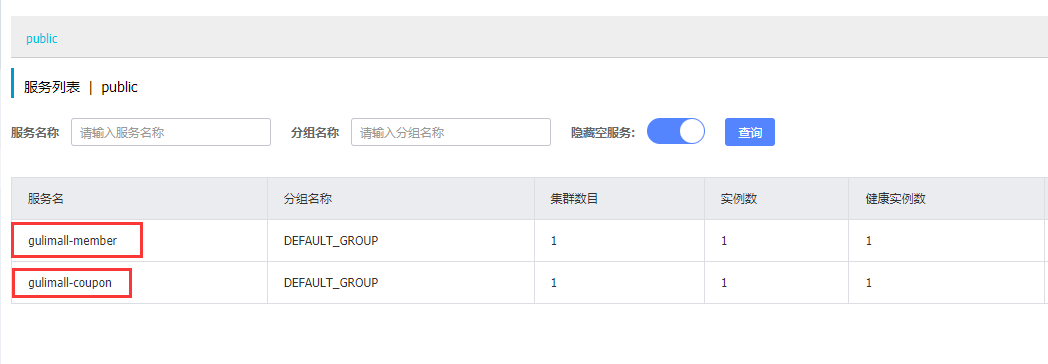 public
服务列表 | public
服务名称 请输入服务名称 分组名称 请输入分组名称 隐藏空服务: 查询
服务名 分组名称 集群数目 实例数 健康实例数
gulimall-member DEFAULT_GROUP 1 1 1
gulimall-coupon DEFAULT_GROUP 1 1 1